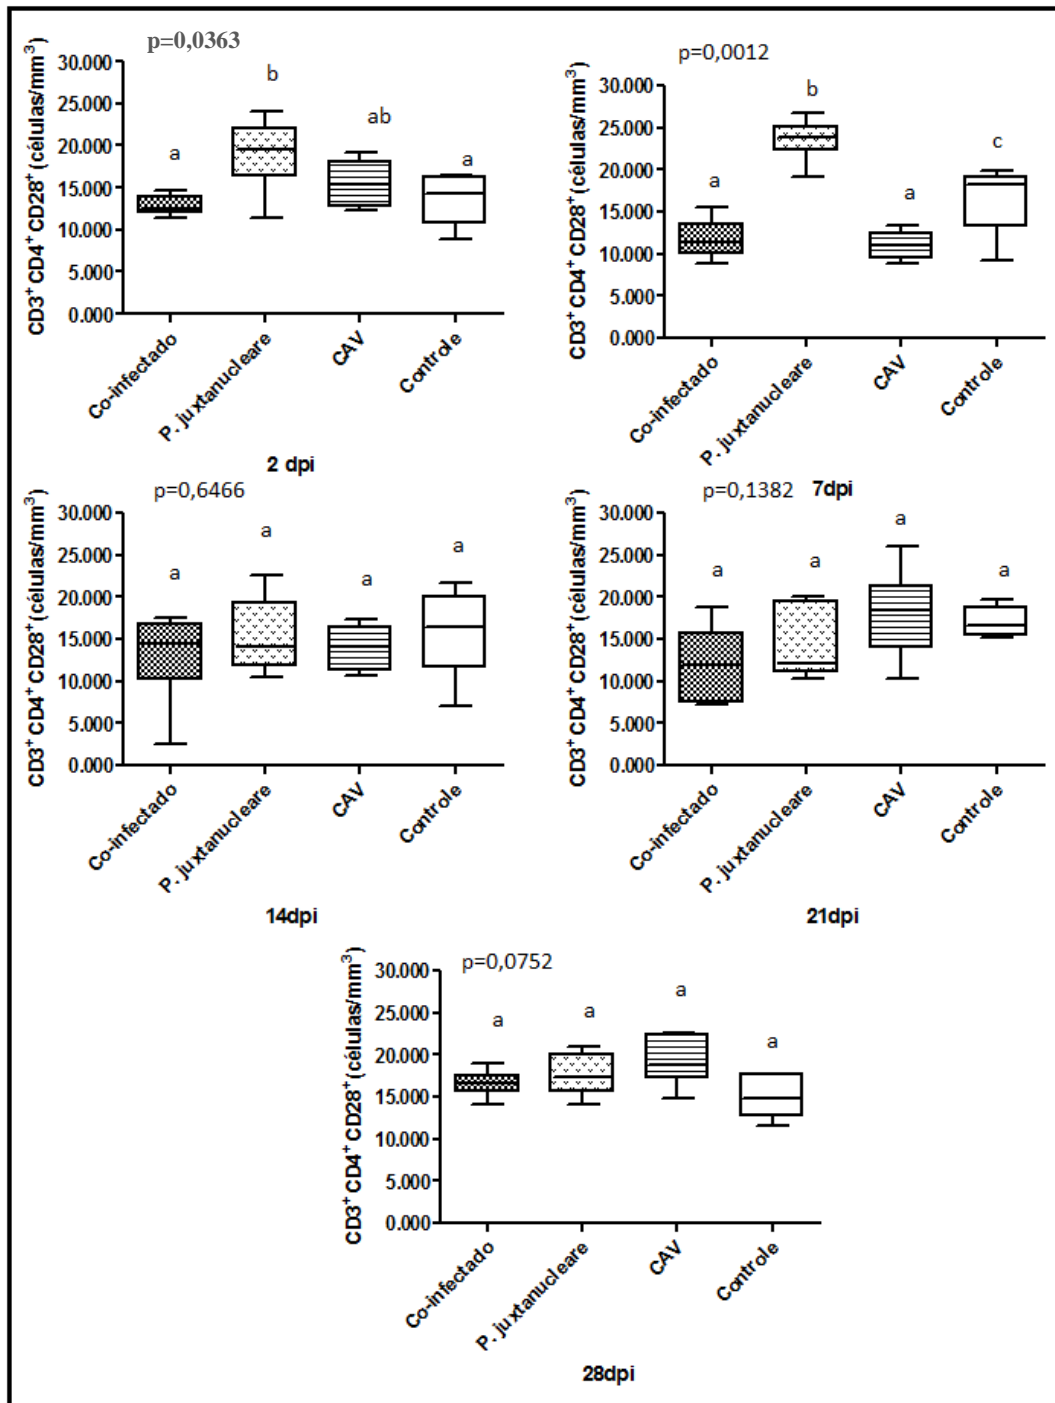 p=0,0363
CD3+ CD4+ CD28+ (células/mm3)
30.000
25.000
20.000
15.000
10.000
5.000
0.000
a
b
ab
a
Co-infectado
P. juxtanucleare
CAV
Controle
2 dpi
p=0,0012
CD3+ CD4+ CD28+ (células/mm3)
30.000
25.000
20.000
15.000
10.000
5.000
0.000
a
b
a
c
Co-infectado
P. juxtanucleare
CAV
Controle
7dpi
p=0,6466
CD3+ CD4+ CD28+ (células/mm3)
30.000
25.000
20.000
15.000
10.000
5.000
0.000
a
a
a
a
Co-infectado
P. juxtanucleare
CAV
Controle
14dpi
p=0,1382
CD3+ CD4+ CD28+ (células/mm3)
30.000
25.000
20.000
15.000
10.000
5.000
0.000
a
a
a
a
Co-infectado
P. juxtanucleare
CAV
Controle
21dpi
p=0,0752
CD3+ CD4+ CD28+ (células/mm3)
30.000
25.000
20.000
15.000
10.000
5.000
0.000
a
a
a
a
Co-infectado
P. juxtanucleare
CAV
Controle
28dpi